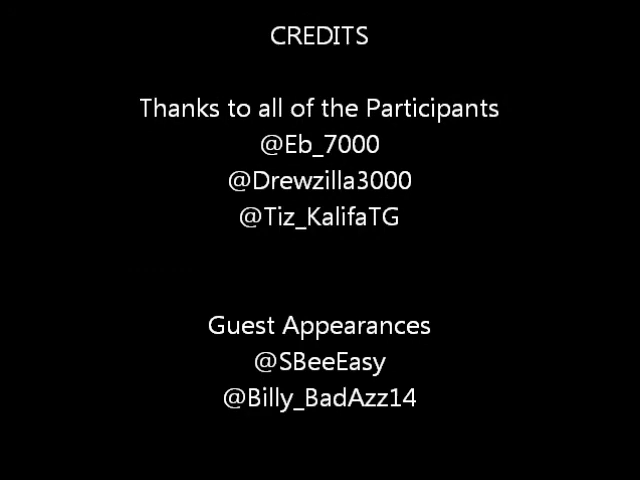 CREDITS
Thanks to all of the Participants
@Eb_7000
@Drewzilla3000
@Tiz_KalifaTG
Guest Appearances
@SBeeEasy
@Billy_BadAzz14